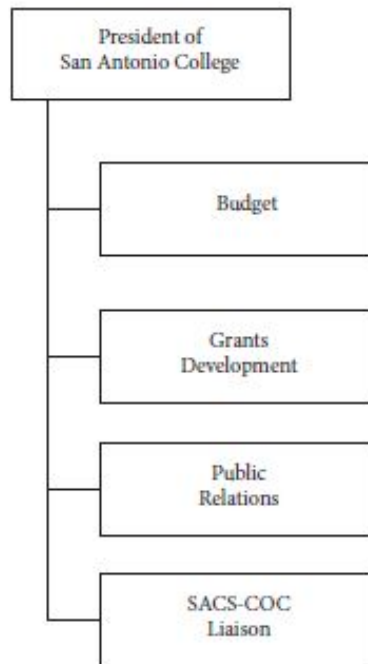 President of
San Antonio College
Budget
Grants
Development
Public
Relations
SACS-COC
Liaison